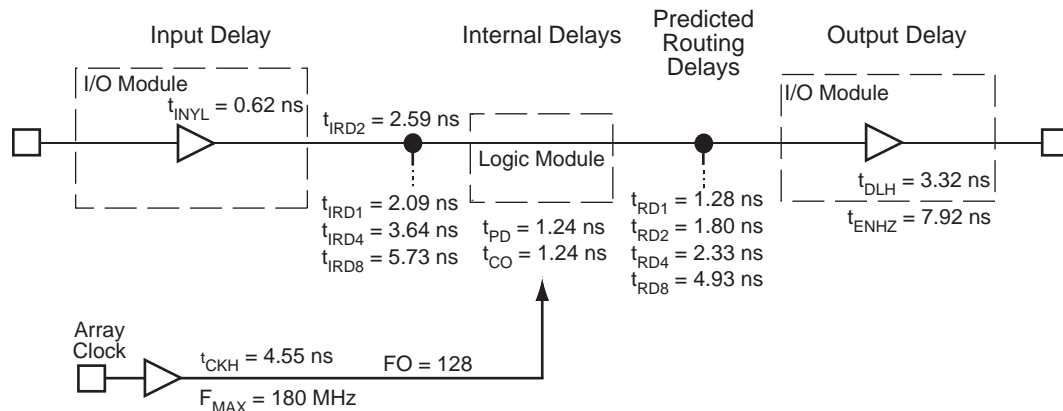 Input Delay
Internal Delays
Predicted
Routing
Delays
Output Delay
I/O Module
tINYL = 0.62 ns
tIRD2 = 2.59 ns
Logic Module
I/O Module
tDLH = 3.32 ns
tENHZ = 7.92 ns
tIRD1 = 2.09 ns
tIRD4 = 3.64 ns
tIRD8 = 5.73 ns
tPD = 1.24 ns
tCO = 1.24 ns
tRD1 = 1.28 ns
tRD2 = 1.80 ns
tRD4 = 2.33 ns
tRD8 = 4.93 ns
Array
Clock
tCKH = 4.55 ns
FO = 128
FMAX = 180 MHz